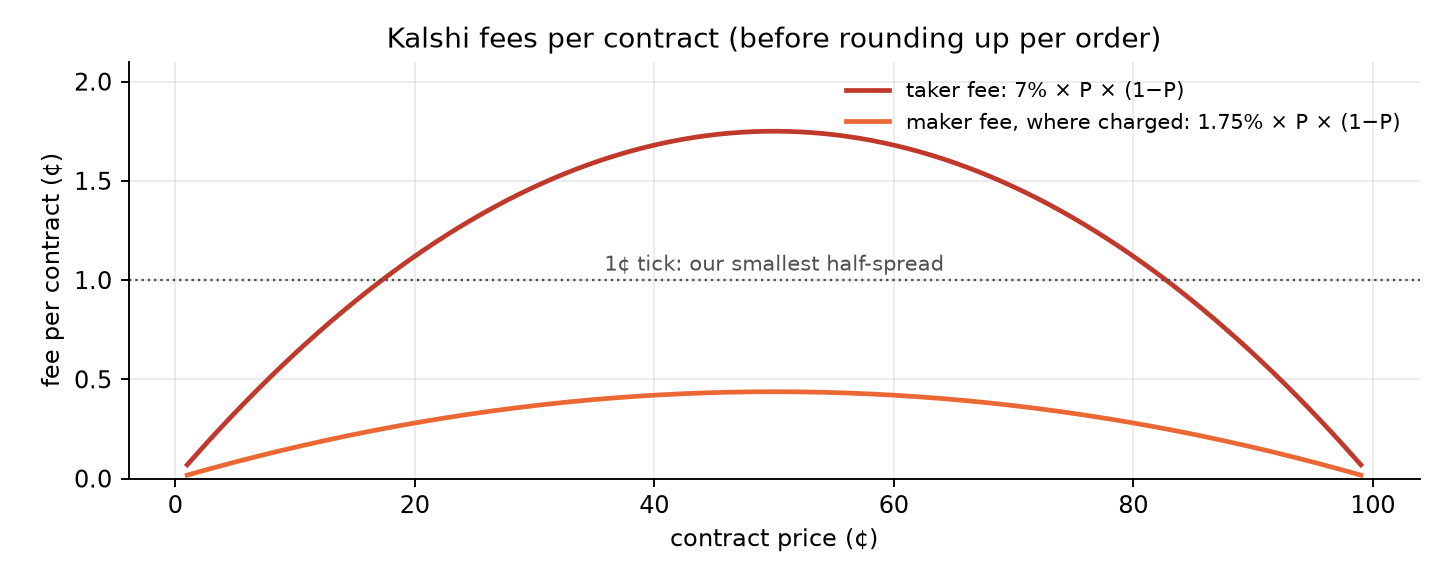 Kalshi fees per contract (before rounding up per order)
taker fee: 7% × P × (1−P)
maker fee, where charged: 1.75% × P × (1−P)
fee per contract (¢)
2.0
1.5
1.0
0.5
0.0
1¢ tick: our smallest half-spread
0 20 40 60 80 100
contract price (¢)